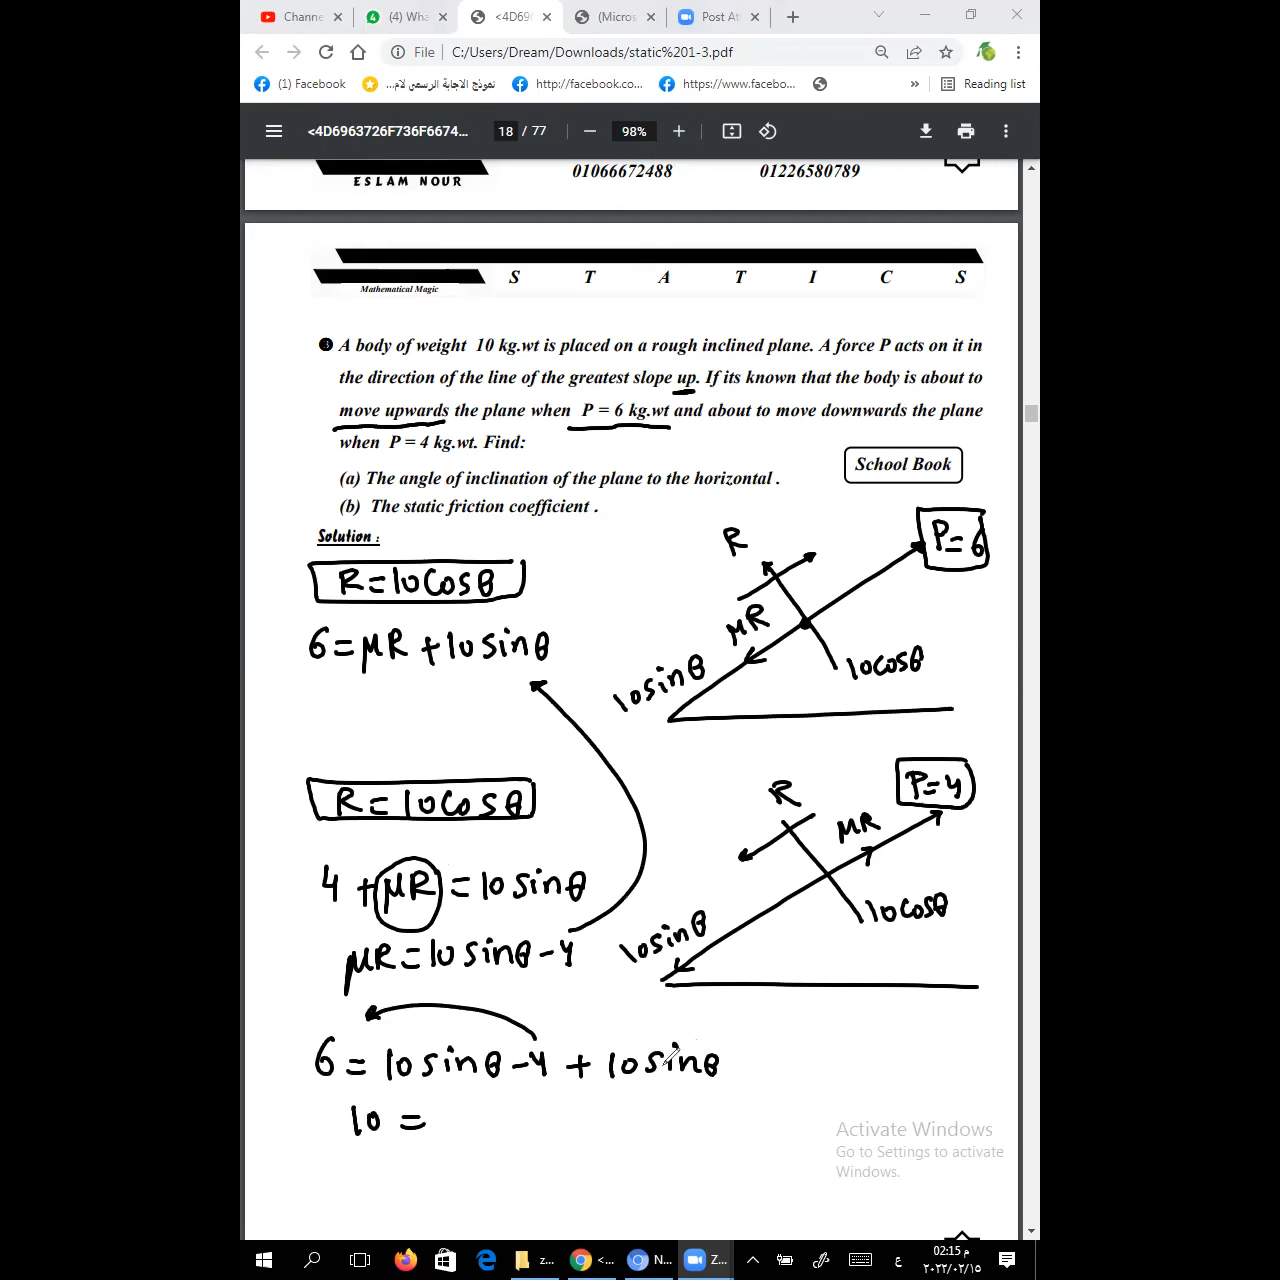 Channe
(4) Wha
<4D69
(Micros
Post At
File C:/Users/Dream/Downloads/static%201-3.pdf
(1) Facebook
نموذج الاجابة الرسمي لام...
http://facebook.co...
https://www.facebo...
»
Reading list
<4D6963726F736F6674...
18 / 77
98%
ESLAM NOUR
01066672488
01226580789
S T A T I C S
Mathematical Magic
❸ A body of weight 10 kg.wt is placed on a rough inclined plane. A force P acts on it in
the direction of the line of the greatest slope up. If its known that the body is about to
move upwards the plane when P = 6 kg.wt and about to move downwards the plane
when P = 4 kg.wt. Find:
School Book
(a) The angle of inclination of the plane to the horizontal .
(b) The static friction coefficient .
Solution :
R=10Cosθ
6=μR+10sinθ
R
P=6
μR
10sinθ
10cosθ
R=10Cosθ
4+μR=10sinθ
μR=10sinθ-4
R
P=4
μR
10sinθ
10cosθ
6=10sinθ-4+10sinθ
10=
Activate Windows
Go to Settings to activate
Windows.
z...
<...
N...
Z...
ع
02:15 م
٢٠٢٢/٠٢/١٥